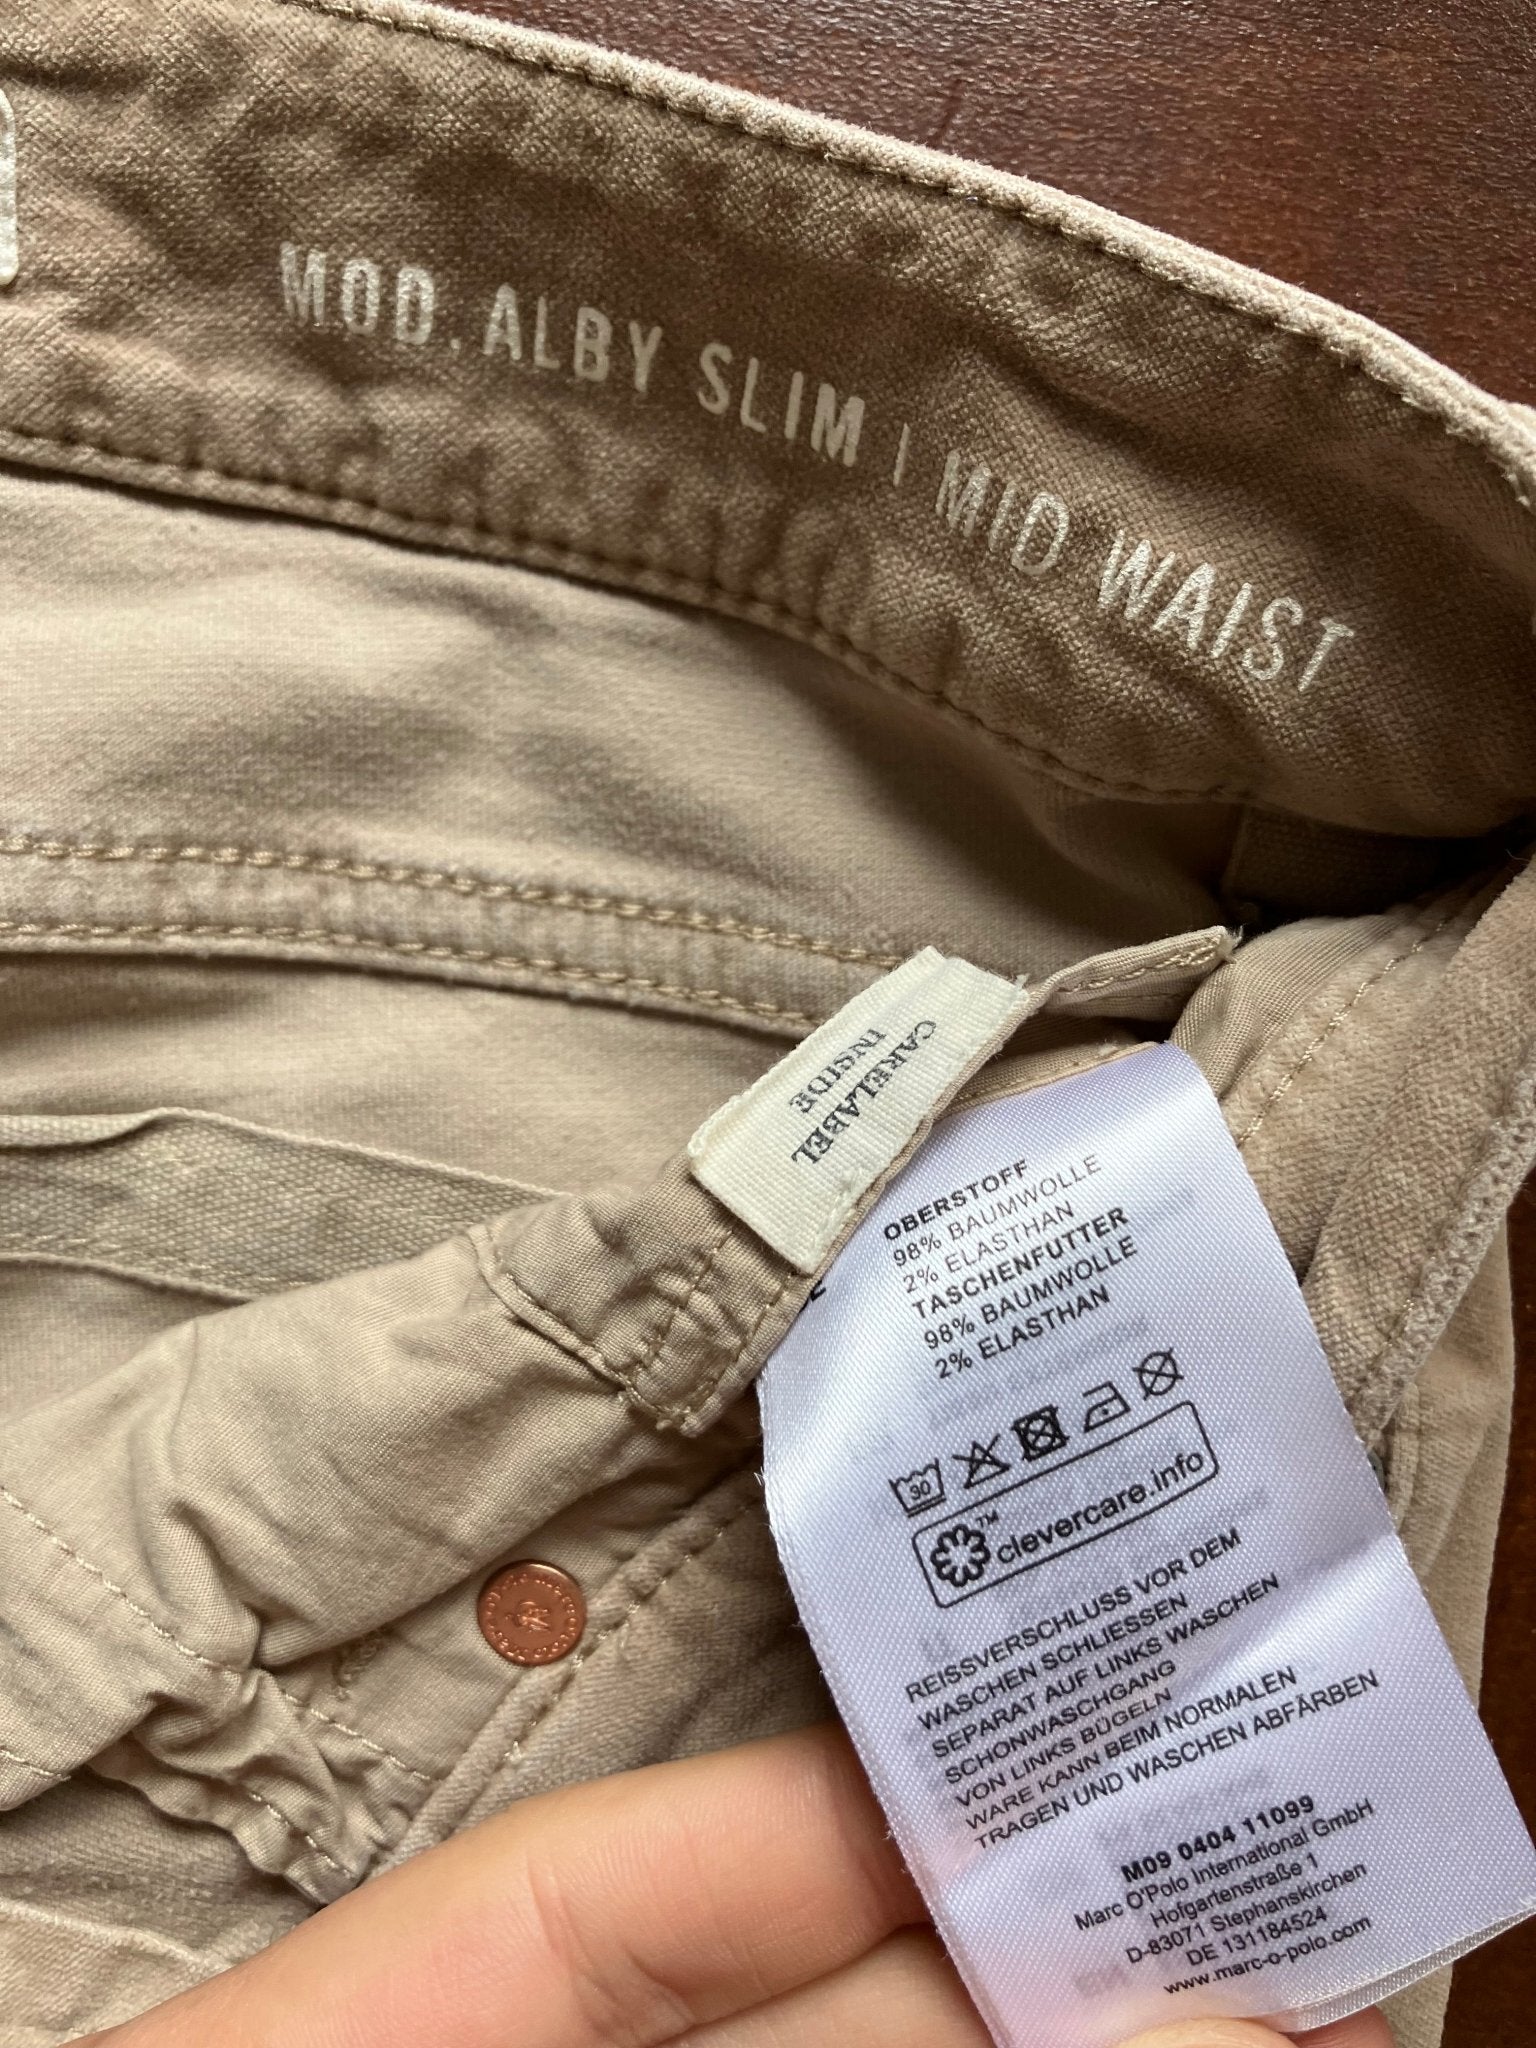 MOD. ALBY SLIM | MID WAIST
CARELABEL
INSIDE
OBERSTOFF
98% BAUMWOLLE
2% ELASTHAN
TASCHENFUTTER
98% BAUMWOLLE
2% ELASTHAN
30
™ clevercare.info
REISSVERSCHLUSS VOR DEM
WASCHEN SCHLIESSEN
SEPARAT AUF LINKS WASCHEN
SCHONWASCHGANG
VON LINKS BÜGELN
WARE KANN BEIM NORMALEN
TRAGEN UND WASCHEN ABFÄRBEN
M09 0404 11099
Marc O'Polo International GmbH
Hofgartenstraße 1
D-83071 Stephanskirchen
DE 131184524
www.marc-o-polo.com